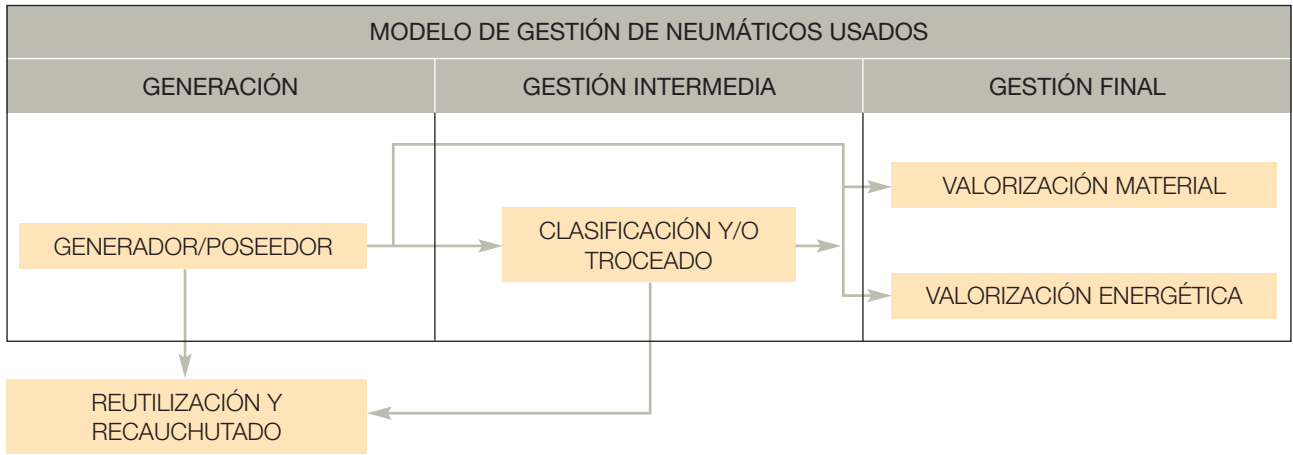 MODELO DE GESTIÓN DE NEUMÁTICOS USADOS
GENERACIÓN
GESTIÓN INTERMEDIA
GESTIÓN FINAL
VALORIZACIÓN MATERIAL
GENERADOR/POSEEDOR
CLASIFICACIÓN Y/O
TROCEADO
VALORIZACIÓN ENERGÉTICA
REUTILIZACIÓN Y
RECAUCHUTADO